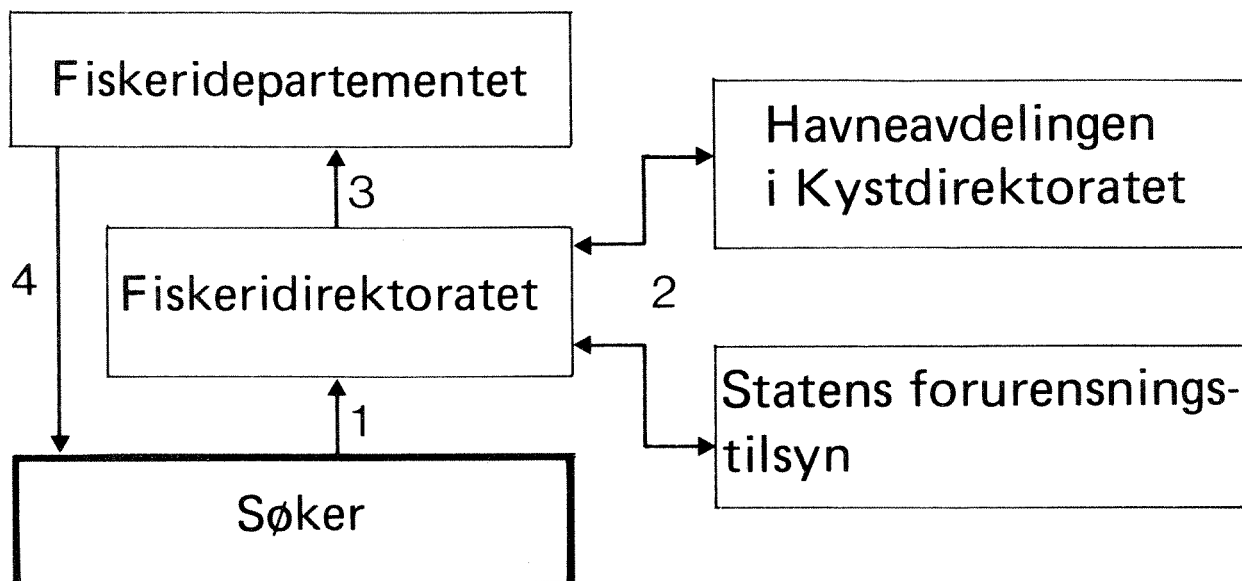 Fiskeridepartementet
Havneavdelingen
i Kystdirektoratet
3
4
Fiskeridirektoratet
2
Statens forurensnings-
tilsyn
1
Søker